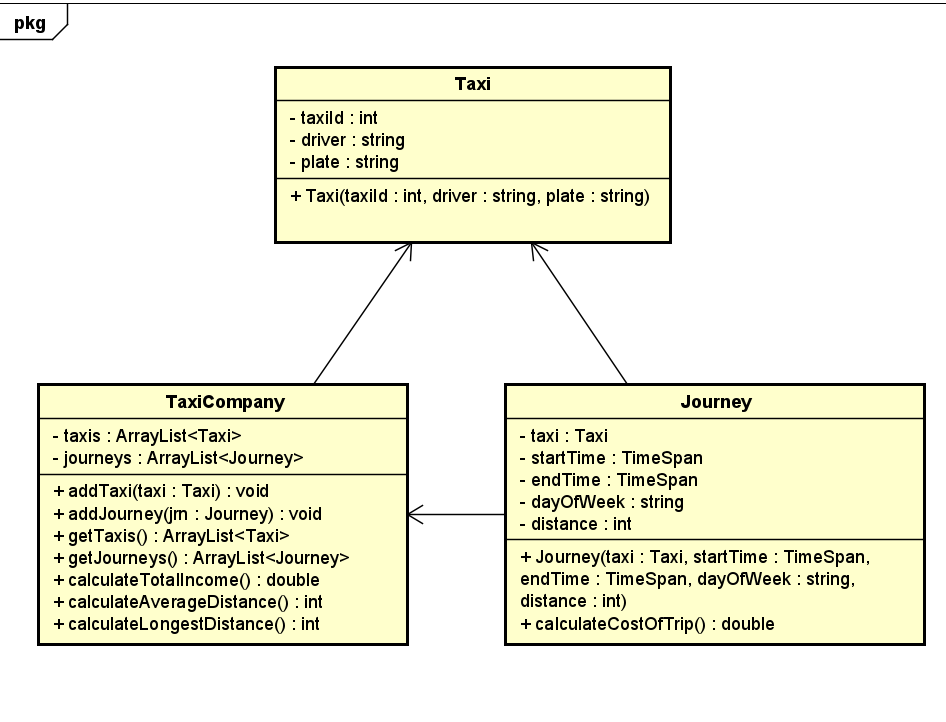 pkg
Taxi
- taxiId : int
- driver : string
- plate : string
+ Taxi(taxiId : int, driver : string, plate : string)
TaxiCompany
- taxis : ArrayList<Taxi>
- journeys : ArrayList<Journey>
+ addTaxi(taxi : Taxi) : void
+ addJourney(jrn : Journey) : void
+ getTaxis() : ArrayList<Taxi>
+ getJourneys() : ArrayList<Journey>
+ calculateTotalIncome() : double
+ calculateAverageDistance() : int
+ calculateLongestDistance() : int
Journey
- taxi : Taxi
- startTime : TimeSpan
- endTime : TimeSpan
- dayOfWeek : string
- distance : int
+ Journey(taxi : Taxi, startTime : TimeSpan,
endTime : TimeSpan, dayOfWeek : string,
distance : int)
+ calculateCostOfTrip() : double